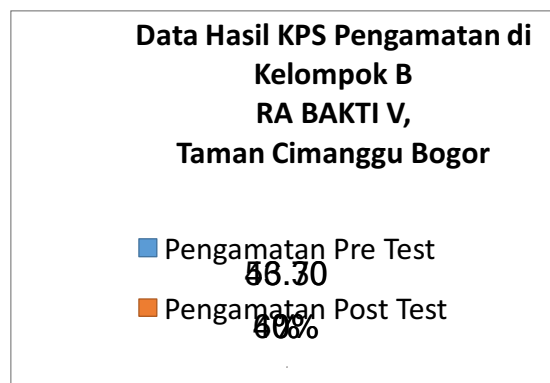 Data Hasil KPS Pengamatan di
Kelompok B
RA BAKTI V,
Taman Cimanggu Bogor
Pengamatan Pre Test
Pengamatan Post Test